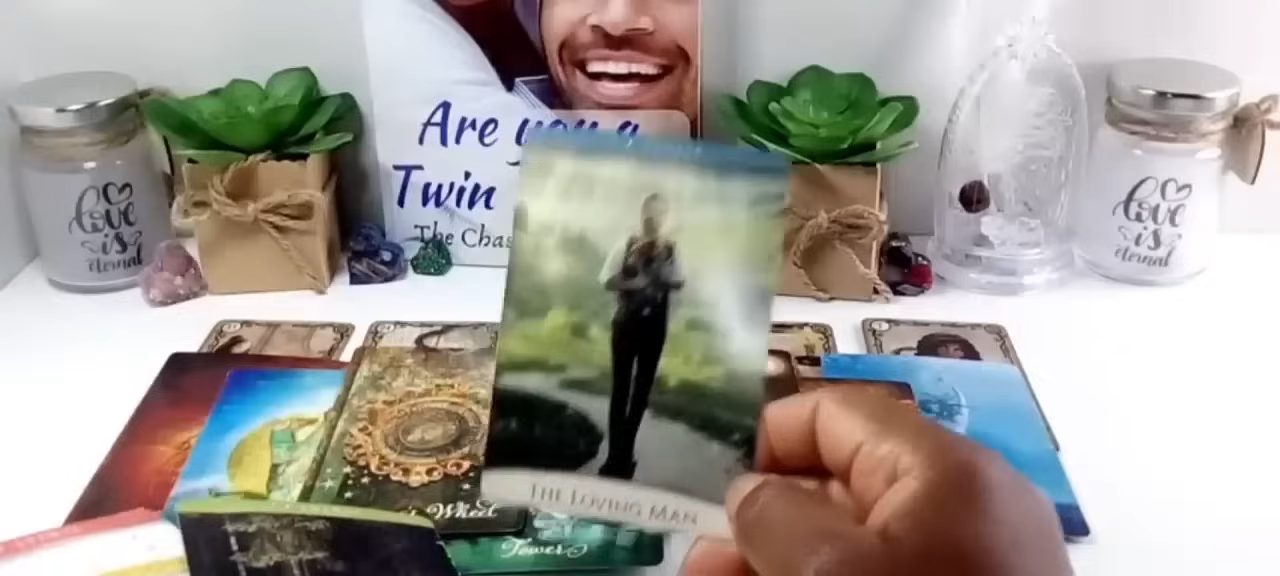 Are you a
Twin
The Chas
love
is
eternal
love
is
eternal
THE LOVING MAN
Wheel
Tower